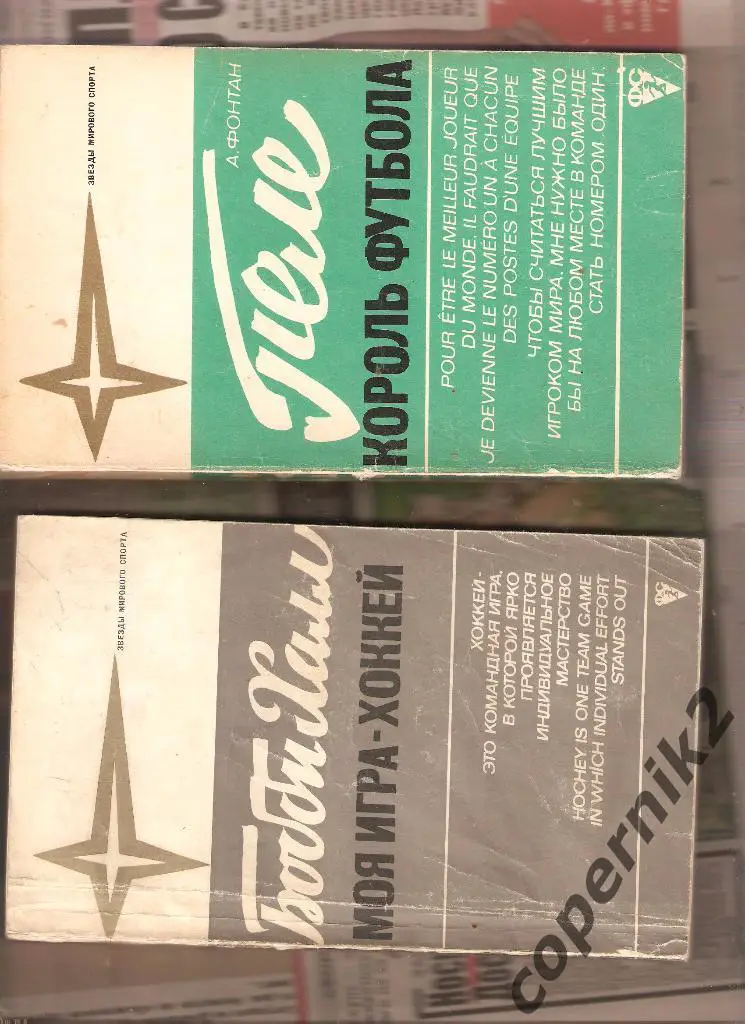 ЗВЕЗДЫ МИРОВОГО СПОРТА
А. ФОНТАН
Пеле
КОРОЛЬ ФУТБОЛА
POUR ÊTRE LE MEILLEUR JOUEUR
DU MONDE, IL FAUDRAIT QUE
JE DEVIENNE LE NUMÉRO UN À CHACUN
DES POSTES D'UNE ÉQUIPE
ЧТОБЫ СЧИТАТЬСЯ ЛУЧШИМ
ИГРОКОМ МИРА, МНЕ НУЖНО БЫЛО
БЫ НА ЛЮБОМ МЕСТЕ В КОМАНДЕ
СТАТЬ НОМЕРОМ ОДИН.
ФС
ЗВЕЗДЫ МИРОВОГО СПОРТА
Бобби Халл
МОЯ ИГРА-ХОККЕЙ
ХОККЕЙ-
ЭТО КОМАНДНАЯ ИГРА,
В КОТОРОЙ ЯРКО
ПРОЯВЛЯЕТСЯ
ИНДИВИДУАЛЬНОЕ
МАСТЕРСТВО
HOCHEY IS ONE TEAM GAME
IN WHICH INDIVIDUAL EFFORT
STANDS OUT
ФС
copernik2